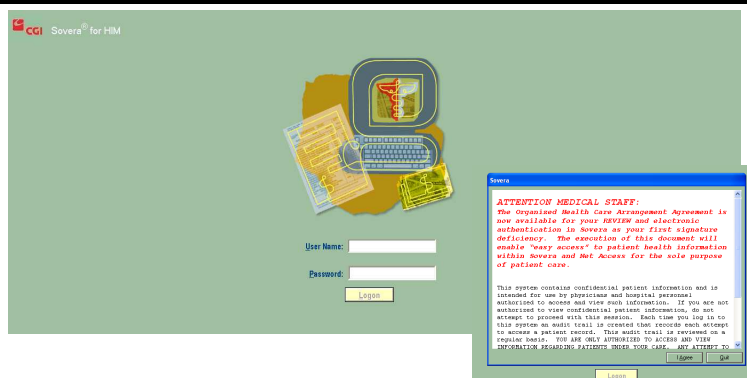 CGI Sovera® for HIM
User Name:
Password:
Logon
Sovera
ATTENTION MEDICAL STAFF:
The Organized Health Care Arrangement Agreement is
now available for your REVIEW and electronic
authentication in Sovera as your first signature
deficiency. The execution of this document will
enable "easy access" to patient health information
within Sovera and Net Access for the sole purpose
of patient care.
This system contains confidential patient information and is
intended for use by physicians and hospital personnel
authorized to access and view such information. If you are not
authorized to view confidential patient information, do not
attempt to proceed with this session. Each time you log in to
this system an audit trail is created that records each attempt
to access a patient record. This audit trail is reviewed on a
regular basis. YOU ARE ONLY AUTHORIZED TO ACCESS AND VIEW
INFORMATION REGARDING PATIENTS UNDER YOUR CARE. ANY ATTEMPT TO
I Agree Quit
Logon